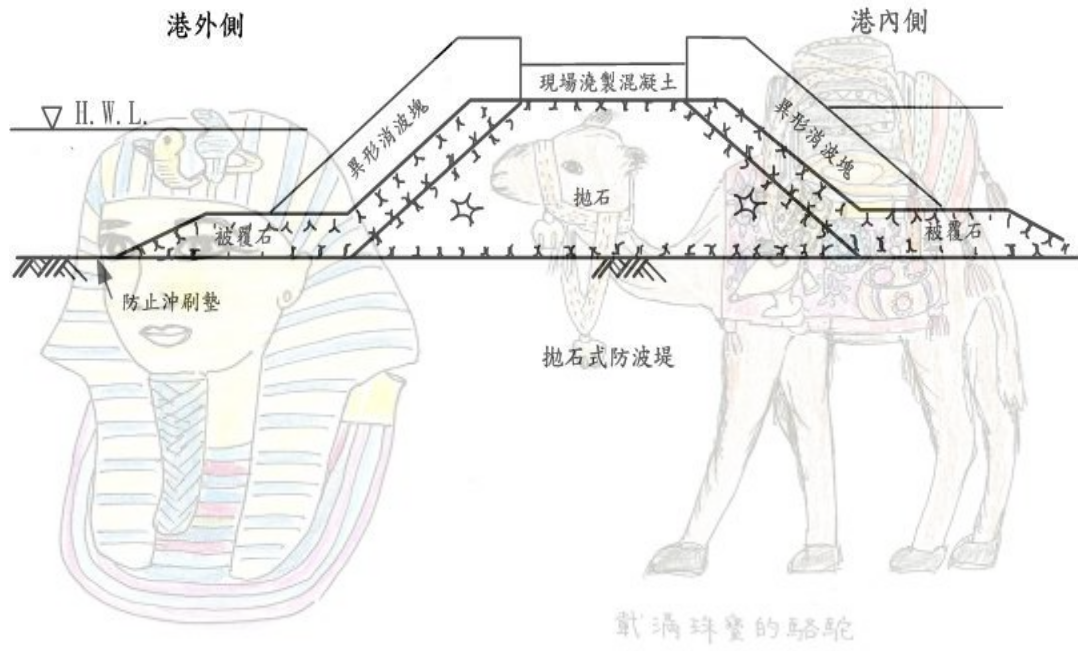 港外側
港內側
H.W.L.
現場澆製混凝土
異形消波塊
異形消波塊
拋石
被覆石
被覆石
防止沖刷墊
拋石式防波堤
載滿珠寶的駱駝